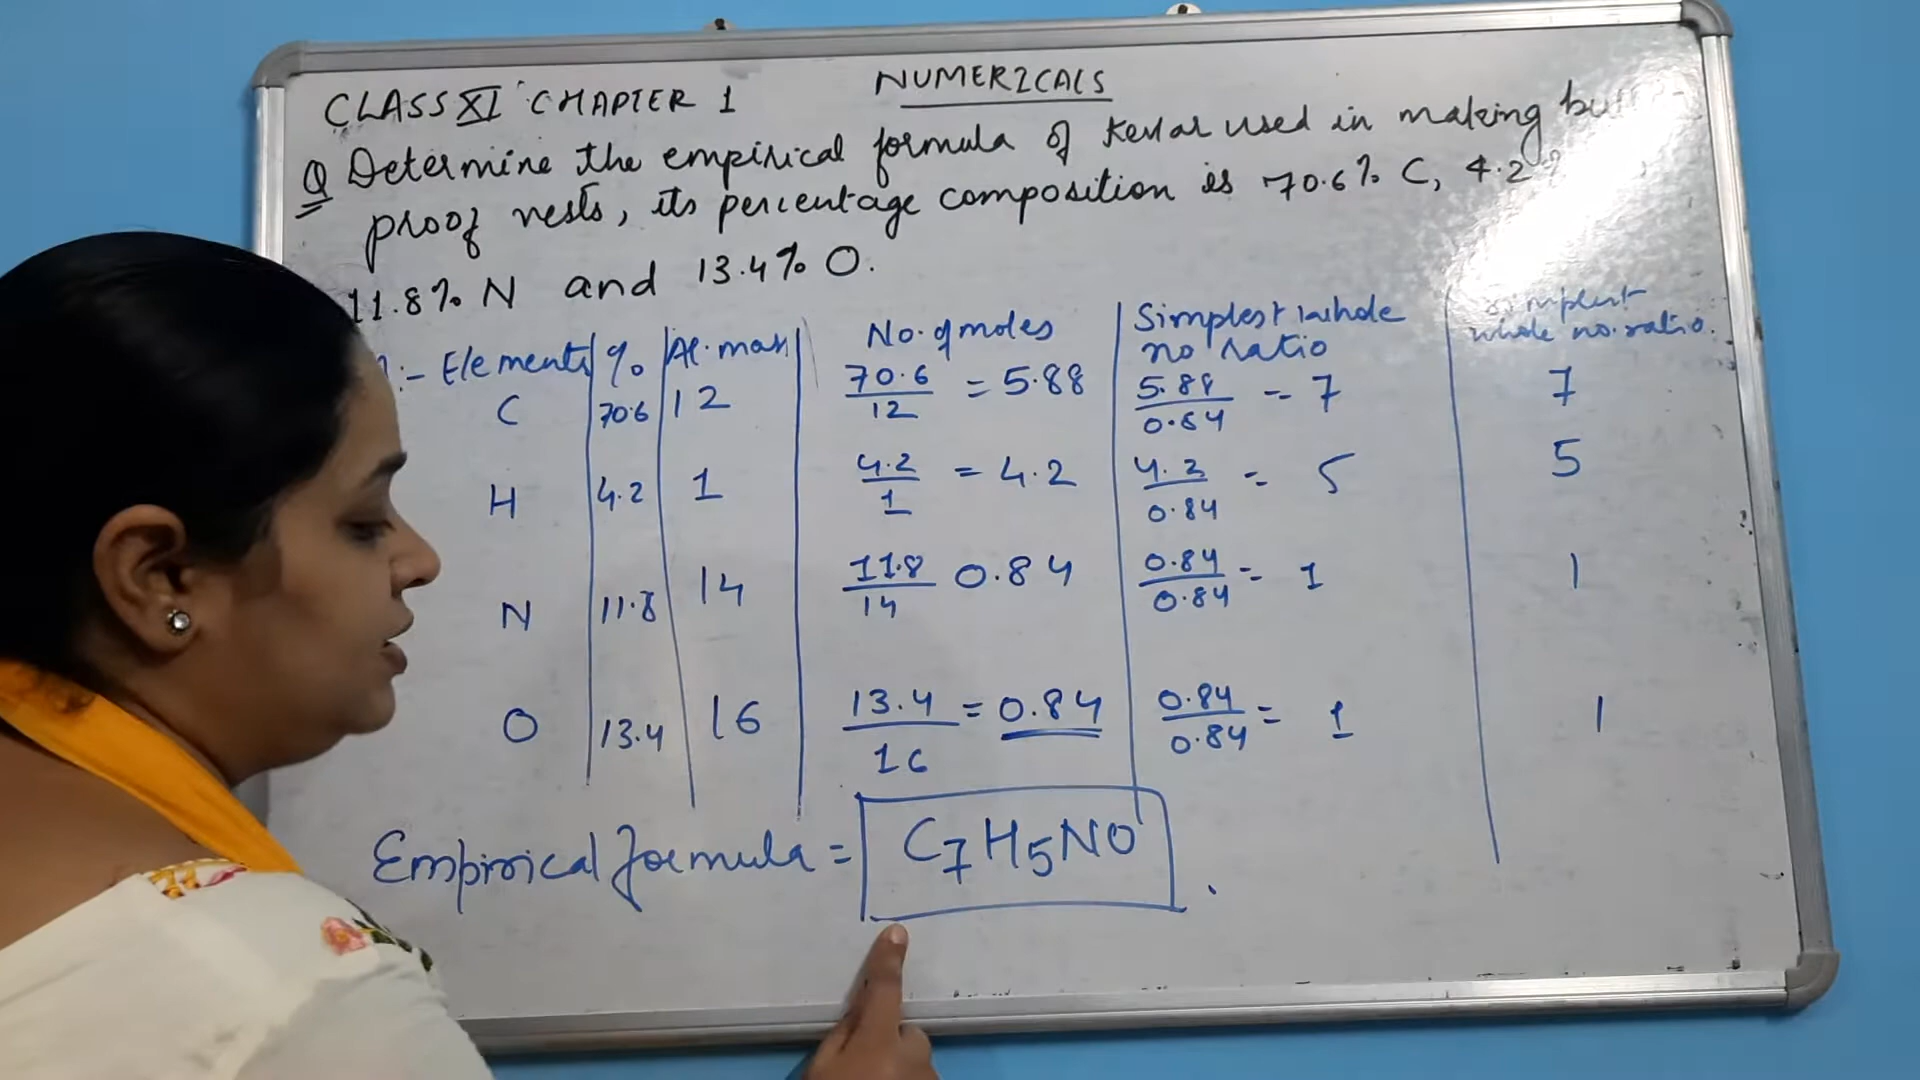 CLASS XI CHAPTER 1
NUMERICALS
Q Determine the empirical formula of Kevlar used in making
proof vests, its percentage composition is 70.6% C, 4.2
11.8% N and 13.4% O.
:- Elements % At. mass No. of moles Simplest whole no ratio Simplest whole no. ratio.
C 70.6 12 70.6/12 = 5.88 5.88/0.84 = 7 7
H 4.2 1 4.2/1 = 4.2 4.2/0.84 = 5 5
N 11.8 14 11.8/14 0.84 0.84/0.84 = 1 1
O 13.4 16 13.4/16 = 0.84 0.84/0.84 = 1 1
Empirical formula = C7H5NO.